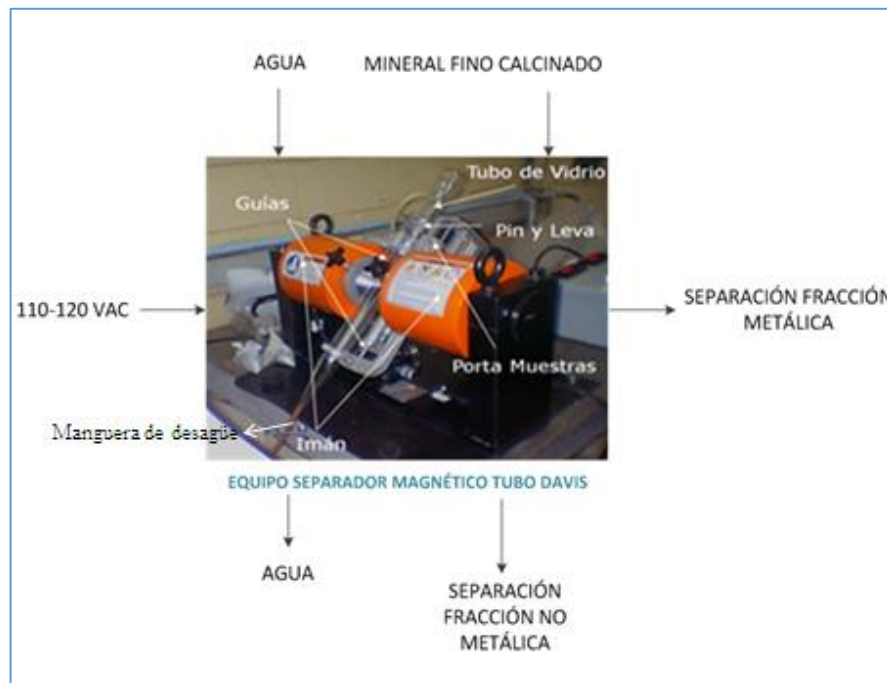 AGUA
MINERAL FINO CALCINADO
Tubo de Vidrio
Guías
Pin y Leva
110-120 VAC
SEPARACIÓN FRACCIÓN
METÁLICA
Porta Muestras
Manguera de desagüe
Imán
EQUIPO SEPARADOR MAGNÉTICO TUBO DAVIS
AGUA
SEPARACIÓN
FRACCIÓN NO
METÁLICA